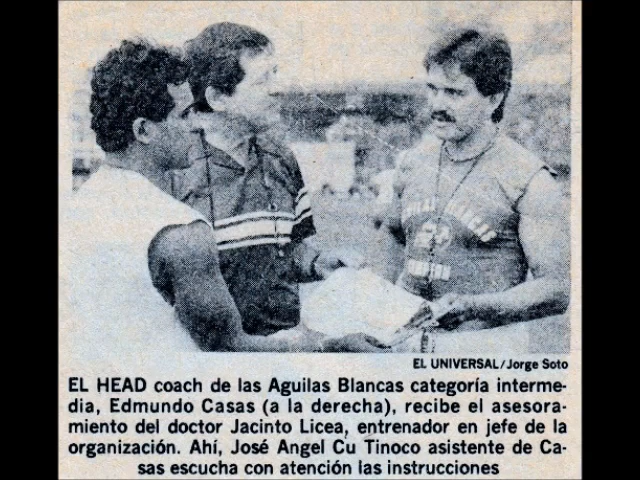 AGUILAS BLANCAS
EL UNIVERSAL/Jorge Soto
EL HEAD coach de las Aguilas Blancas categoría interme-
dia, Edmundo Casas (a la derecha), recibe el asesora-
miento del doctor Jacinto Licea, entrenador en jefe de la
organización. Ahí, José Angel Cu Tinoco asistente de Ca-
sas escucha con atención las instrucciones